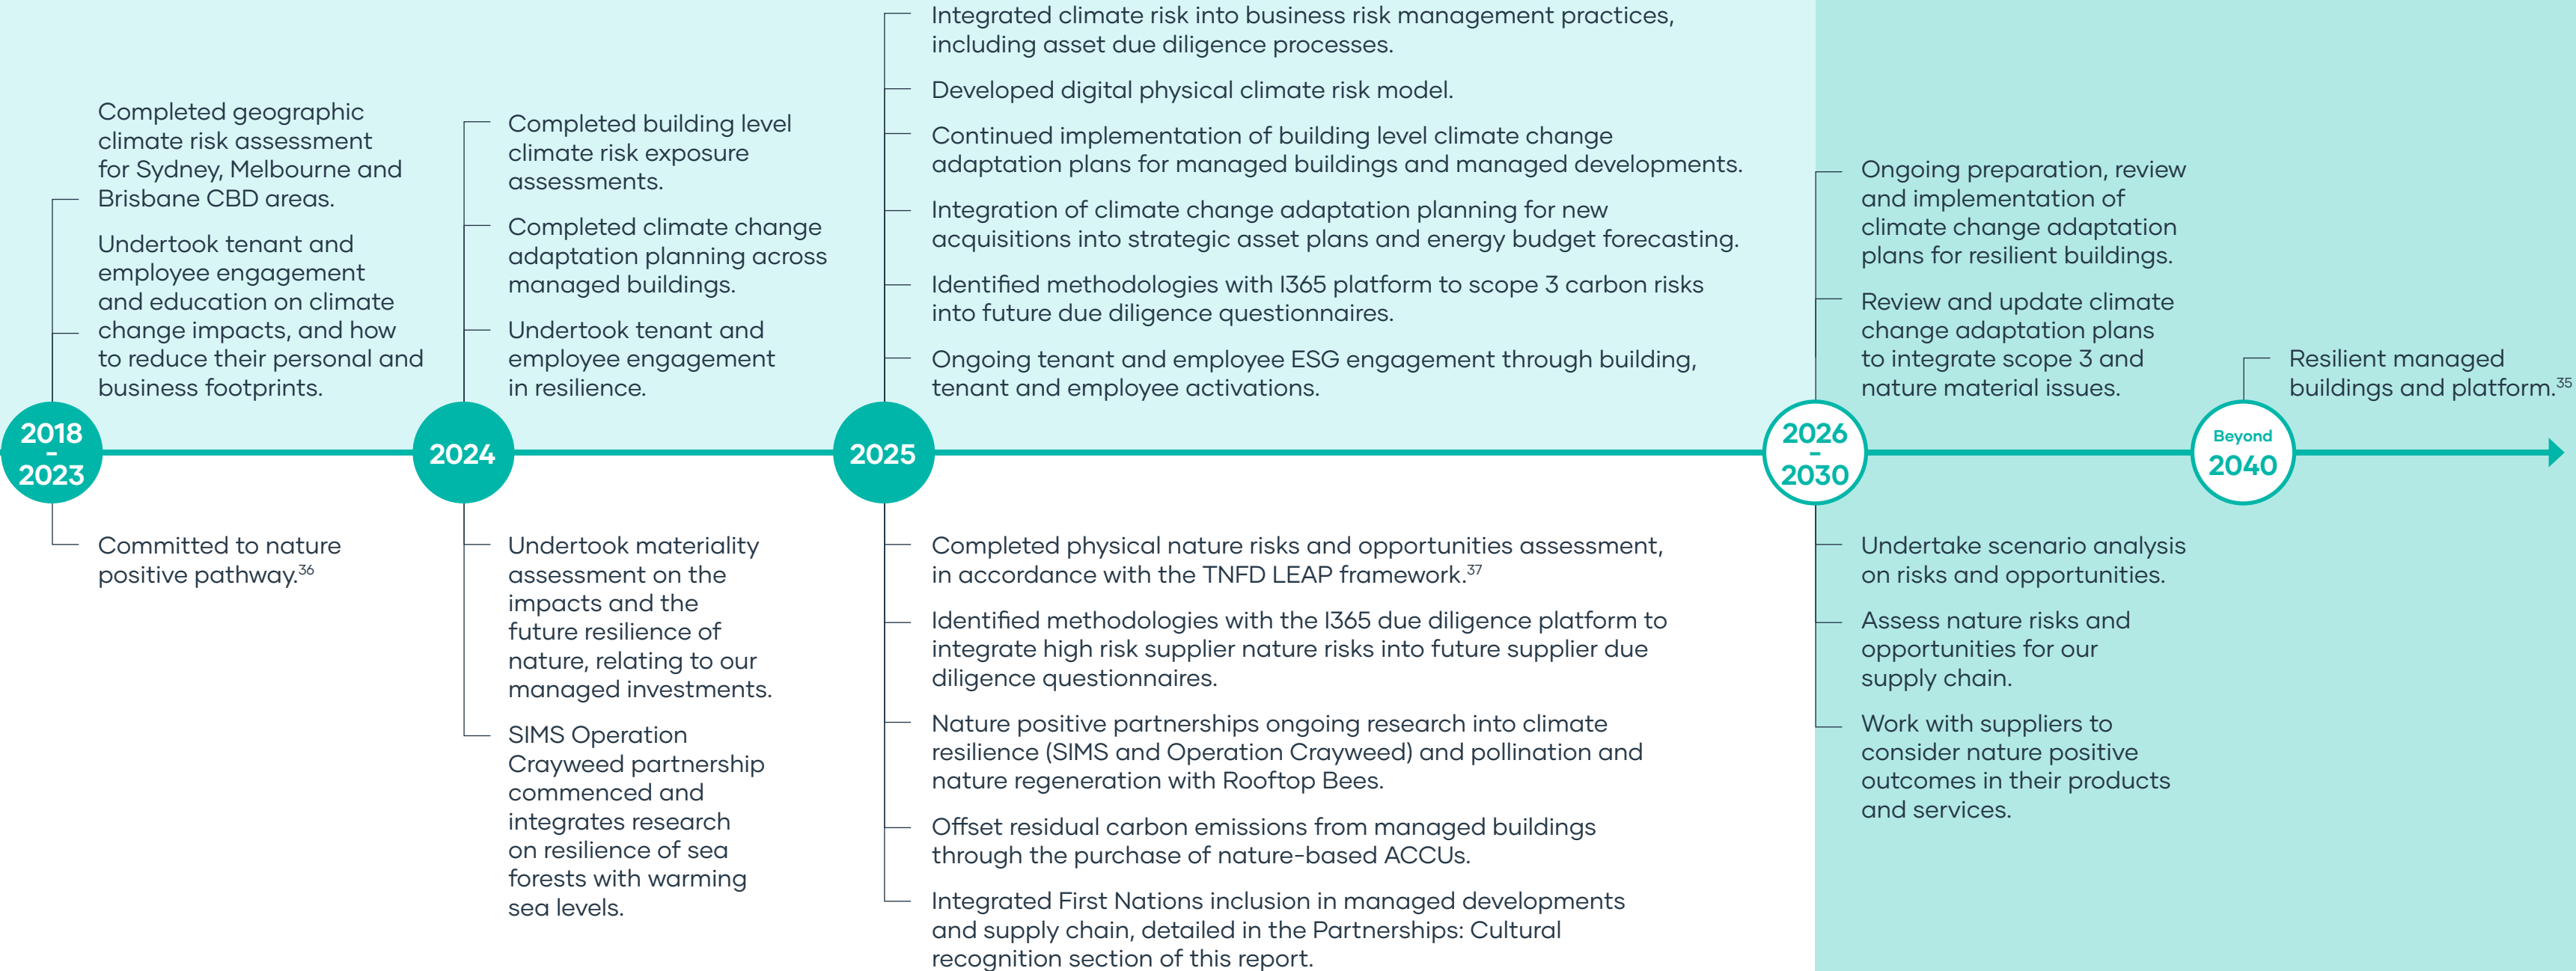 2018
–
2023
Completed geographic
climate risk assessment
for Sydney, Melbourne and
Brisbane CBD areas.
Undertook tenant and
employee engagement
and education on climate
change impacts, and how
to reduce their personal and
business footprints.
Committed to nature
positive pathway.36
2024
Completed building level
climate risk exposure
assessments.
Completed climate change
adaptation planning across
managed buildings.
Undertook tenant and
employee engagement
in resilience.
Undertook materiality
assessment on the
impacts and the
future resilience of
nature, relating to our
managed investments.
SIMS Operation
Crayweed partnership
commenced and
integrates research
on resilience of sea
forests with warming
sea levels.
2025
Integrated climate risk into business risk management practices,
including asset due diligence processes.
Developed digital physical climate risk model.
Continued implementation of building level climate change
adaptation plans for managed buildings and managed developments.
Integration of climate change adaptation planning for new
acquisitions into strategic asset plans and energy budget forecasting.
Identified methodologies with I365 platform to scope 3 carbon risks
into future due diligence questionnaires.
Ongoing tenant and employee ESG engagement through building,
tenant and employee activations.
Completed physical nature risks and opportunities assessment,
in accordance with the TNFD LEAP framework.37
Identified methodologies with the I365 due diligence platform to
integrate high risk supplier nature risks into future supplier due
diligence questionnaires.
Nature positive partnerships ongoing research into climate
resilience (SIMS and Operation Crayweed) and pollination and
nature regeneration with Rooftop Bees.
Offset residual carbon emissions from managed buildings
through the purchase of nature-based ACCUs.
Integrated First Nations inclusion in managed developments
and supply chain, detailed in the Partnerships: Cultural
recognition section of this report.
2026
–
2030
Ongoing preparation, review
and implementation of
climate change adaptation
plans for resilient buildings.
Review and update climate
change adaptation plans
to integrate scope 3 and
nature material issues.
Undertake scenario analysis
on risks and opportunities.
Assess nature risks and
opportunities for our
supply chain.
Work with suppliers to
consider nature positive
outcomes in their products
and services.
Beyond
2040
Resilient managed
buildings and platform.35